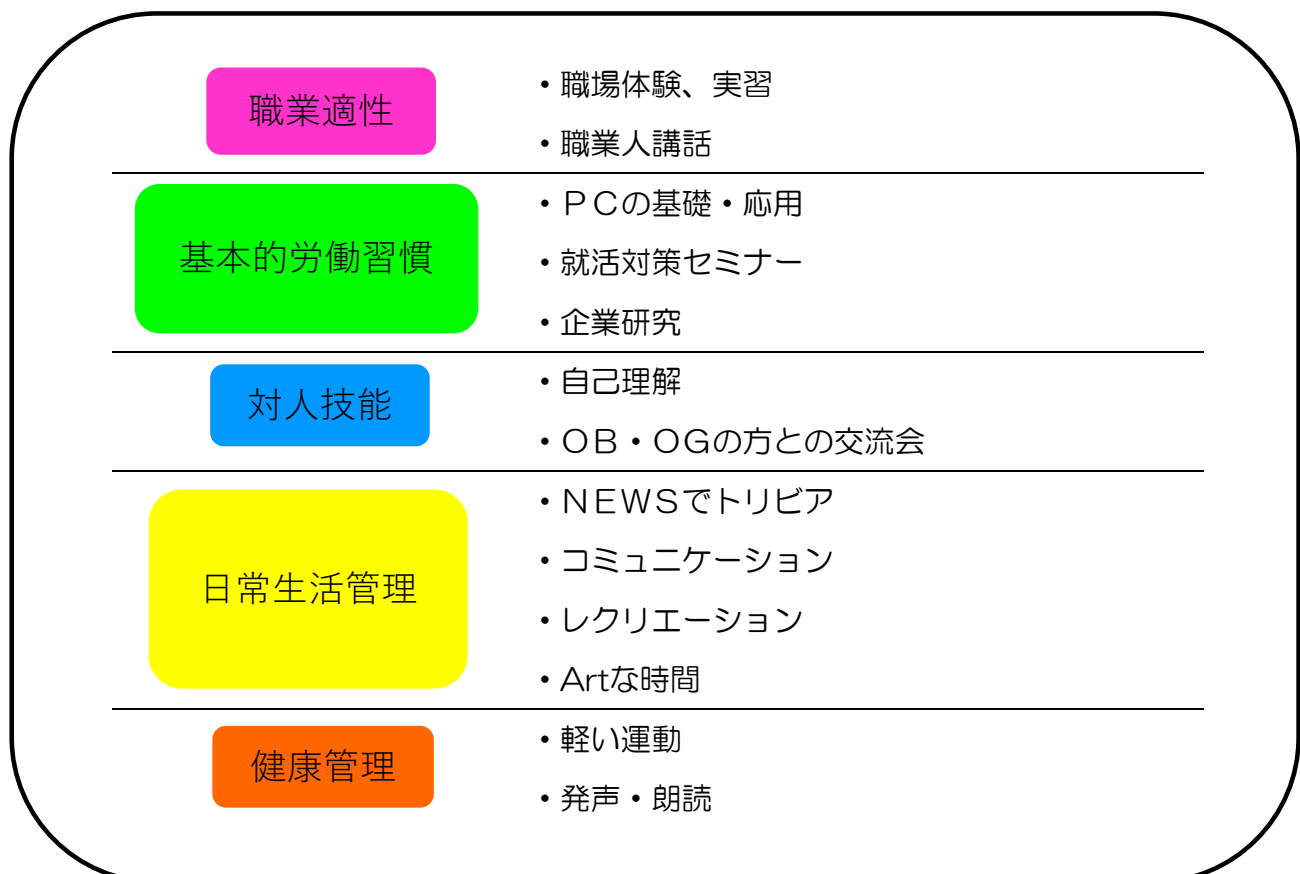 職業適性
・職場体験、実習
・職業人講話
基本的労働習慣
・ＰＣの基礎・応用
・就活対策セミナー
・企業研究
対人技能
・自己理解
・ＯＢ・ＯＧの方との交流会
日常生活管理
・ＮＥＷＳでトリビア
・コミュニケーション
・レクリエーション
・Artな時間
健康管理
・軽い運動
・発声・朗読